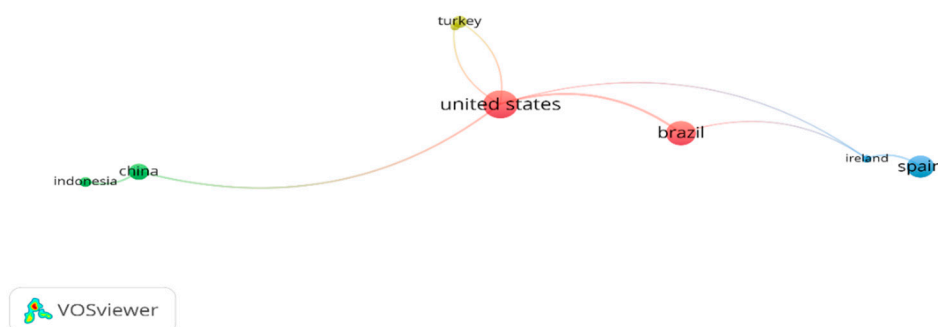 turkey
united states
brazil
ireland
spain
china
indonesia
VOSviewer